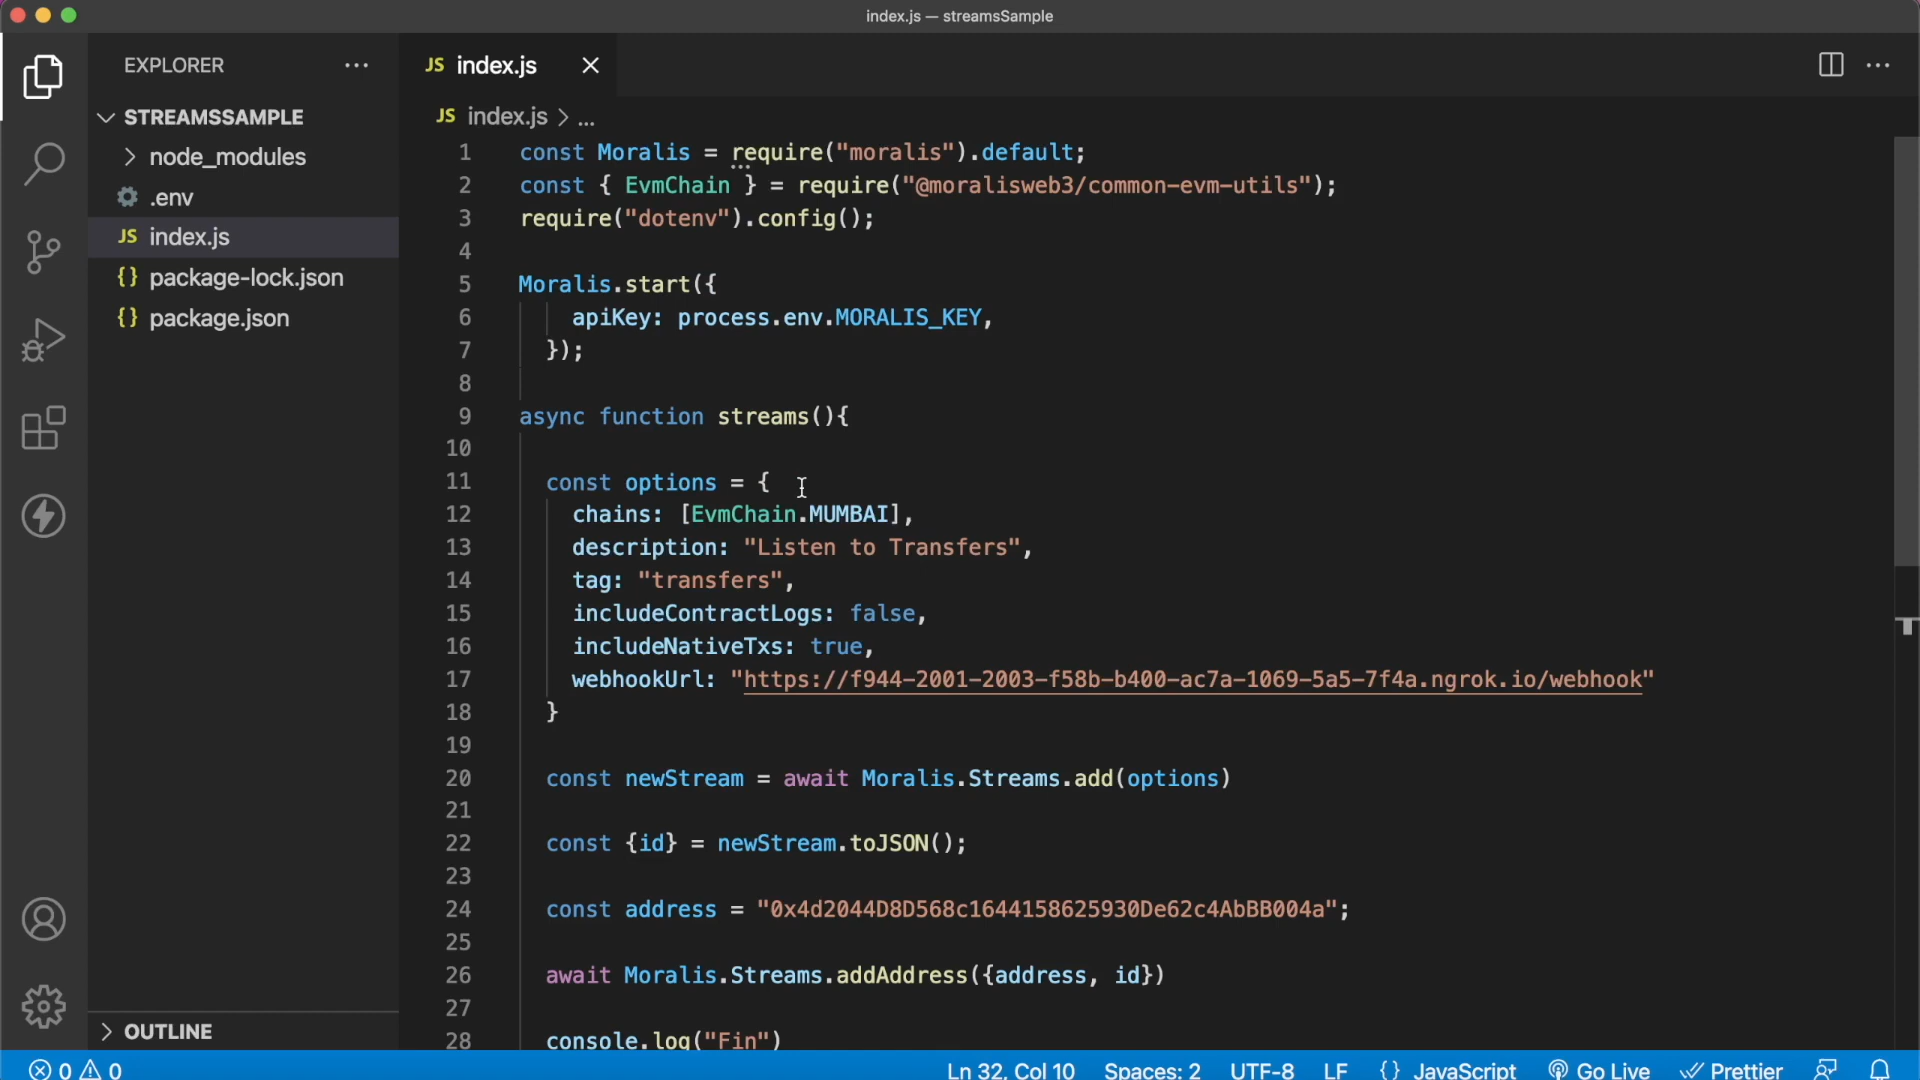 index.js — streamsSample
EXPLORER
JS index.js
STREAMSSAMPLE
node_modules
.env
JS index.js
{} package-lock.json
{} package.json
OUTLINE
JS index.js > ...
1 const Moralis = require("moralis").default;
2 const { EvmChain } = require("@moralisweb3/common-evm-utils");
3 require("dotenv").config();
4
5 Moralis.start({
6 apiKey: process.env.MORALIS_KEY,
7 });
8
9 async function streams(){
10
11 const options = {
12 chains: [EvmChain.MUMBAI],
13 description: "Listen to Transfers",
14 tag: "transfers",
15 includeContractLogs: false,
16 includeNativeTxs: true,
17 webhookUrl: "https://f944-2001-2003-f58b-b400-ac7a-1069-5a5-7f4a.ngrok.io/webhook"
18 }
19
20 const newStream = await Moralis.Streams.add(options)
21
22 const {id} = newStream.toJSON();
23
24 const address = "0x4d2044D8D568c1644158625930De62c4AbBB004a";
25
26 await Moralis.Streams.addAddress({address, id})
27
28 console.log("Fin")
0 0 Ln 32, Col 10 Spaces: 2 UTF-8 LF {} JavaScript Go Live Prettier